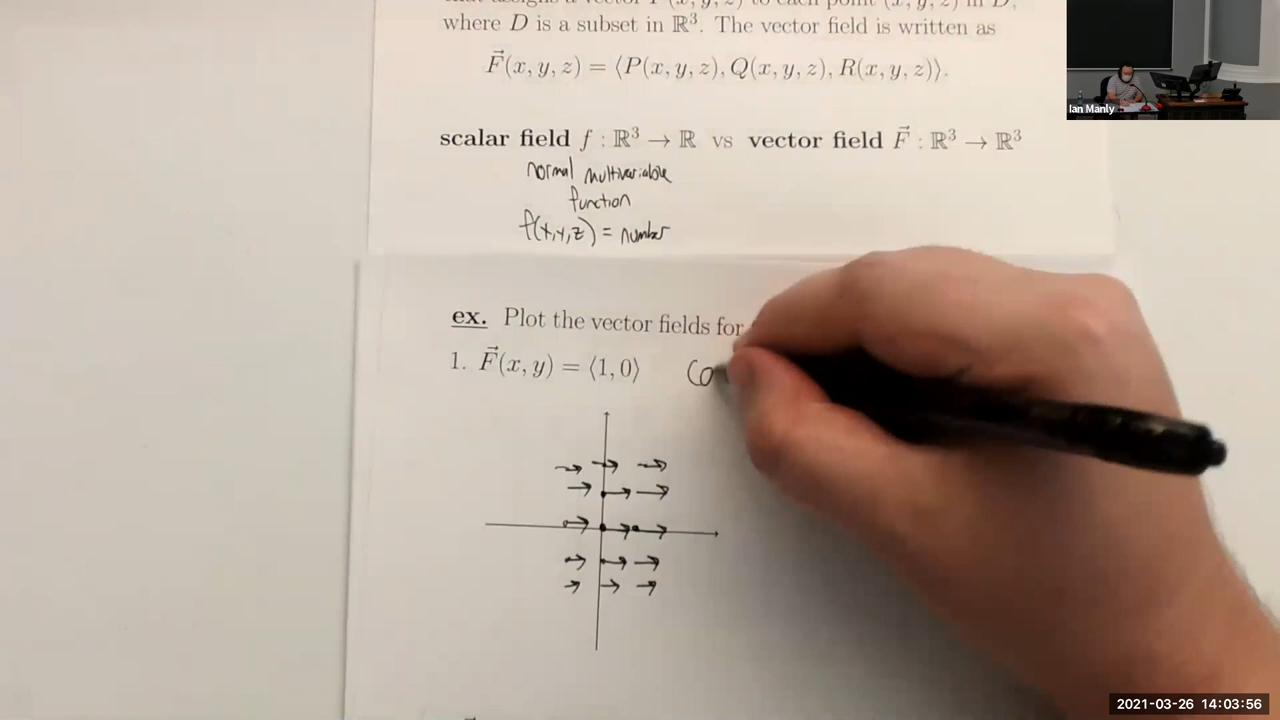 where D is a subset in ℝ³. The vector field is written as
F⃗(x, y, z) = ⟨P(x, y, z), Q(x, y, z), R(x, y, z)⟩.
Ian Manly
scalar field f : ℝ³ → ℝ vs vector field F⃗ : ℝ³ → ℝ³
normal multivariable
function
f(x,y,z) = number
ex. Plot the vector fields for
1. F⃗(x, y) = ⟨1, 0⟩ Co
2021-03-26 14:03:56